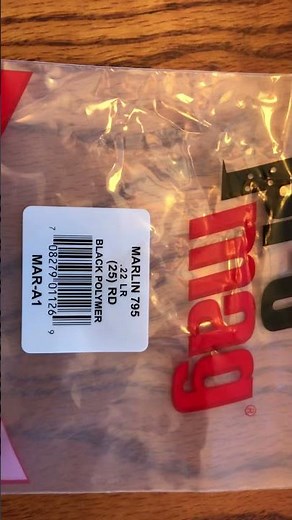 mag®
MARLIN 795
.22 LR
(25) RD
BLACK POLYMER
7 08279 01126 9
MAR-A1